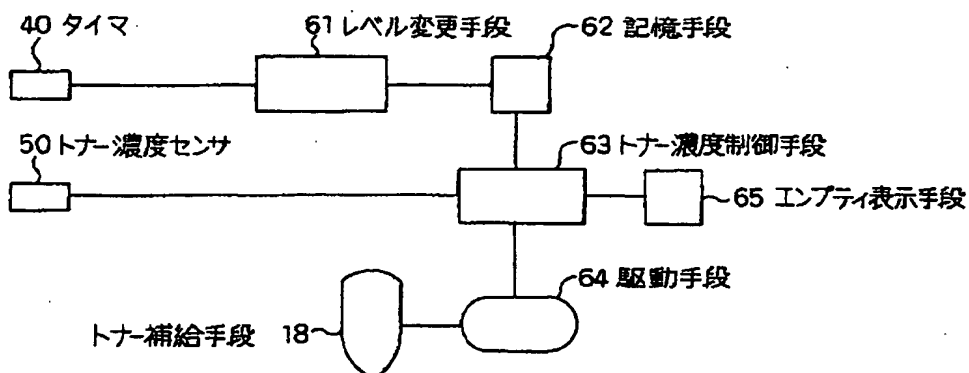 40 タイマ
61 レベル変更手段
62 記憶手段
50 トナー濃度センサ
63 トナー濃度制御手段
65 エンプティ表示手段
64 駆動手段
トナー補給手段 18